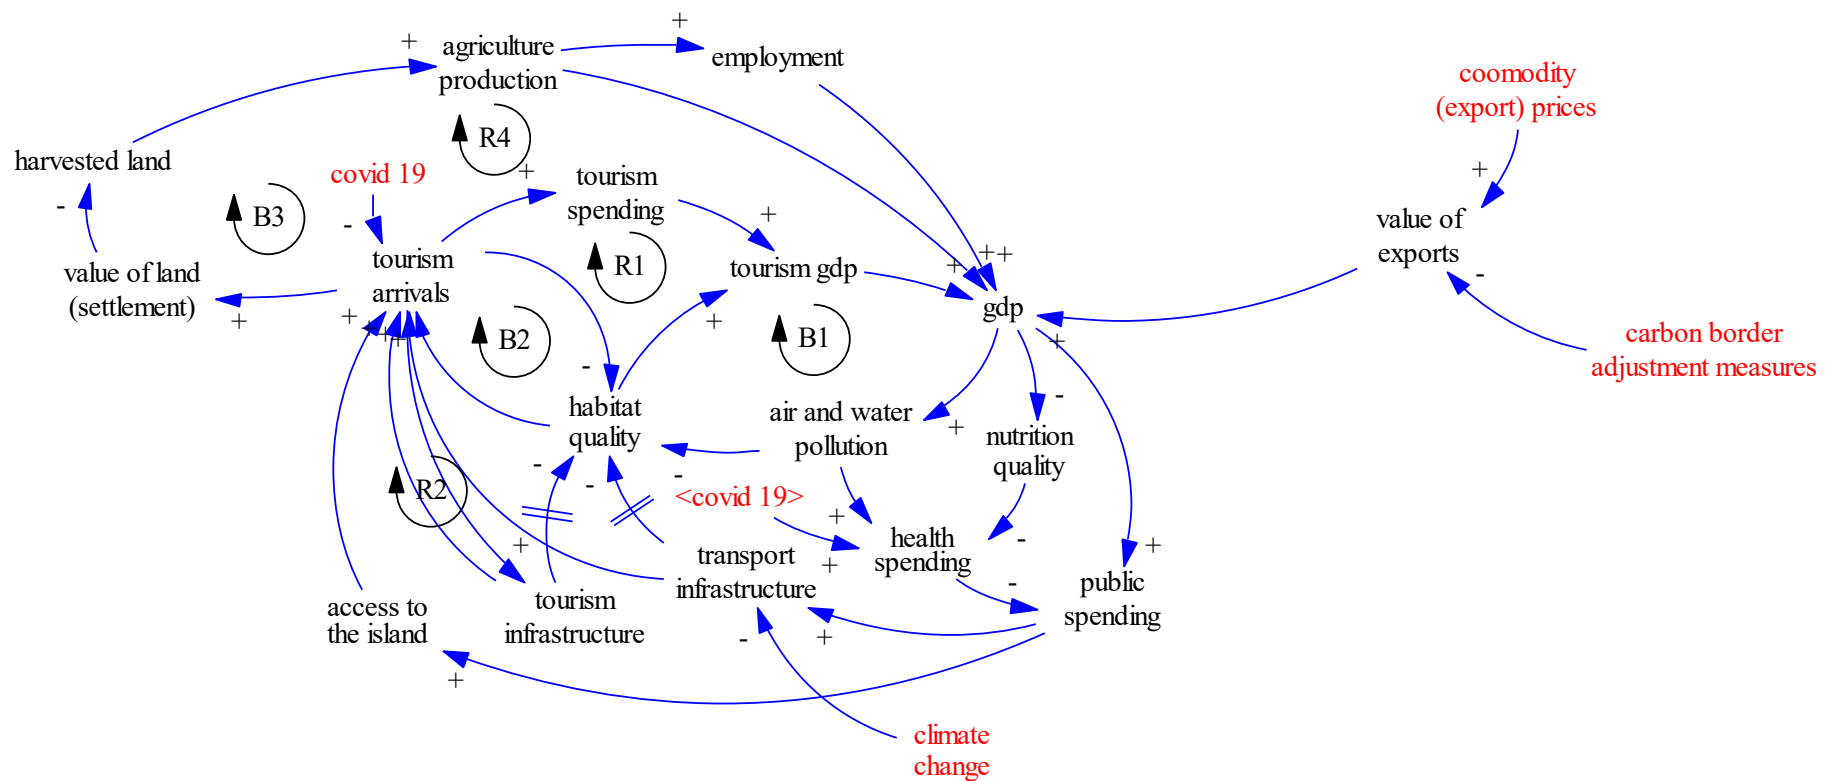 agriculture
production
employment
coomodity
(export) prices
harvested land
R4
covid 19
tourism
spending
B3
value of
exports
tourism
arrivals
value of land
(settlement)
R1
tourism gdp
gdp
B2
B1
carbon border
adjustment measures
habitat
quality
air and water
pollution
nutrition
quality
R2
<covid 19>
health
spending
transport
infrastructure
public
spending
access to
the island
tourism
infrastructure
climate
change
+
+
+
-
-
+
+
+
+
+
+
+
-
+
+
+
+
-
+
-
+
-
-
-
+
+
-
+
-
+
+
-
+
+